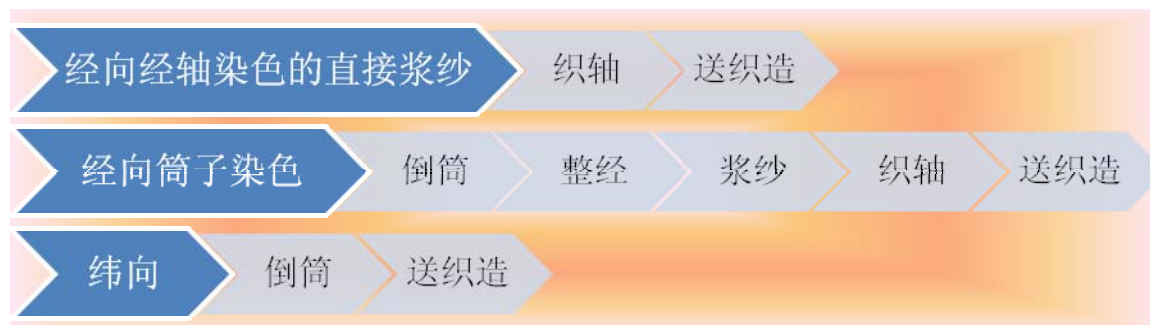 经向经轴染色的直接浆纱 织轴 送织造
经向筒子染色 倒筒 整经 浆纱 织轴 送织造
纬向 倒筒 送织造